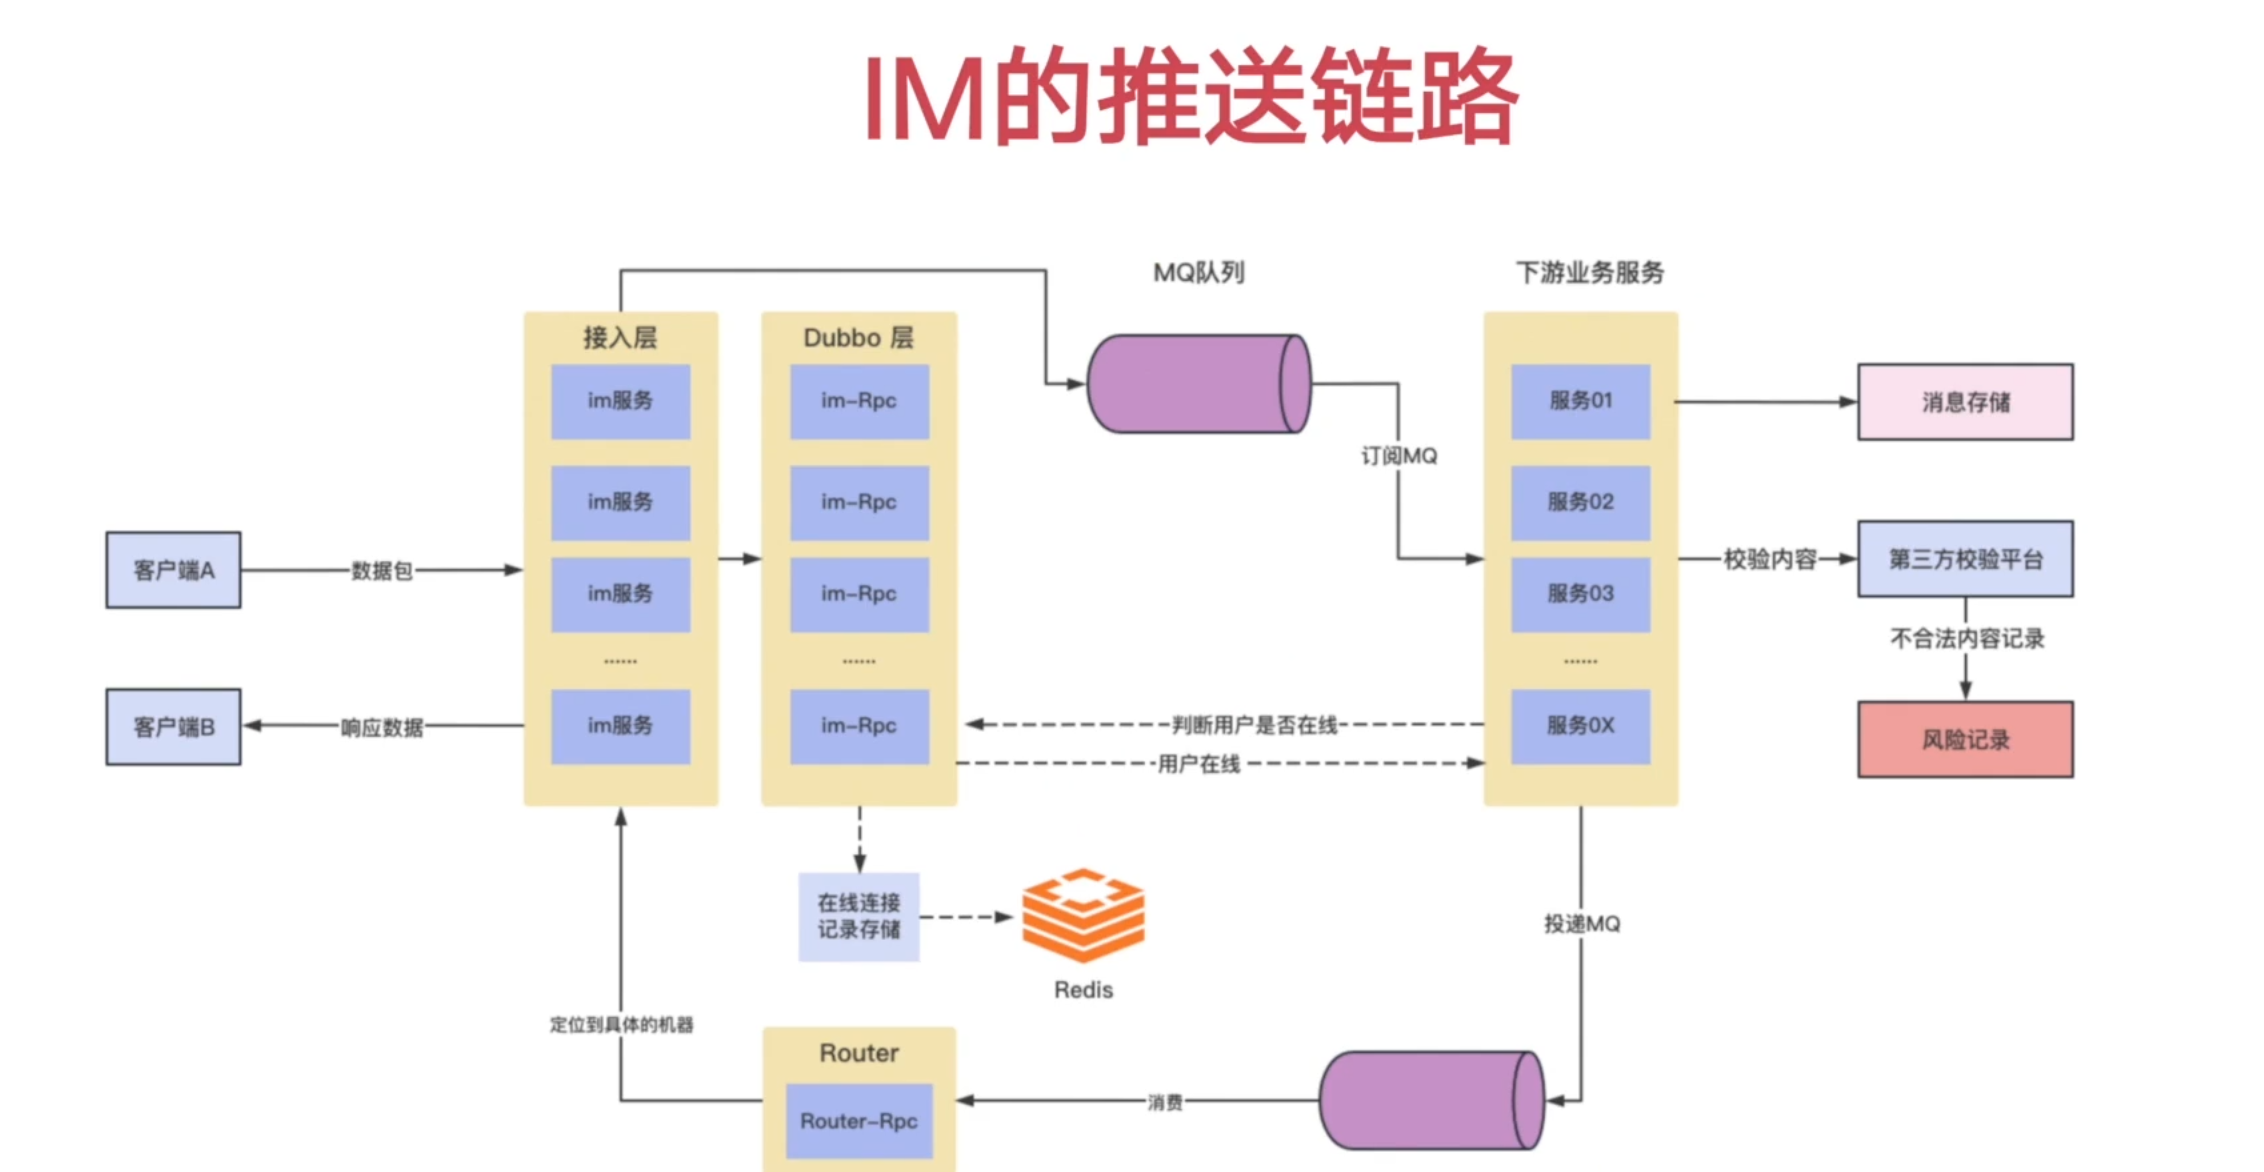 IM的推送链路
MQ队列
下游业务服务
接入层
im服务
im服务
im服务
······
im服务
Dubbo 层
im-Rpc
im-Rpc
im-Rpc
······
im-Rpc
客户端A
数据包
客户端B
响应数据
订阅MQ
服务01
服务02
服务03
······
服务0X
消息存储
校验内容
第三方校验平台
不合法内容记录
风险记录
判断用户是否在线
用户在线
在线连接
记录存储
Redis
投递MQ
定位到具体的机器
Router
Router-Rpc
消费